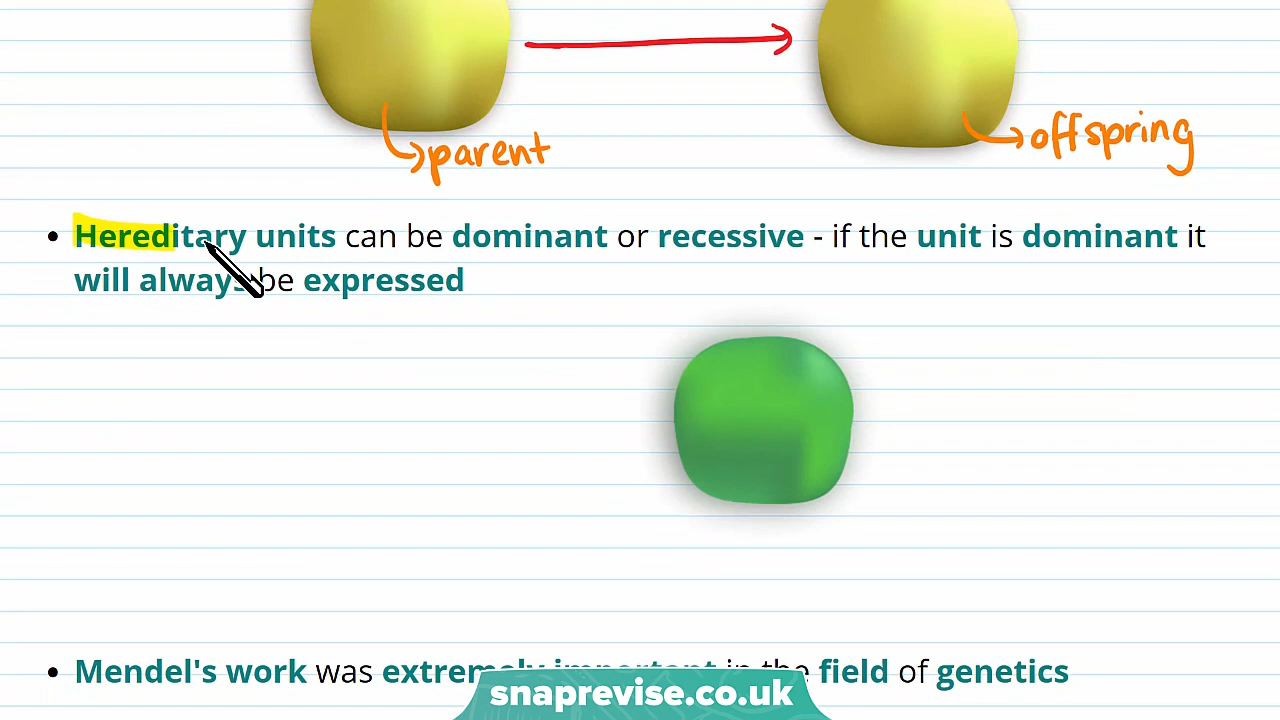 parent
offspring
Hereditary units can be dominant or recessive - if the unit is dominant it
will always be expressed
Mendel's work was extremely important in the field of genetics
snaprevise.co.uk